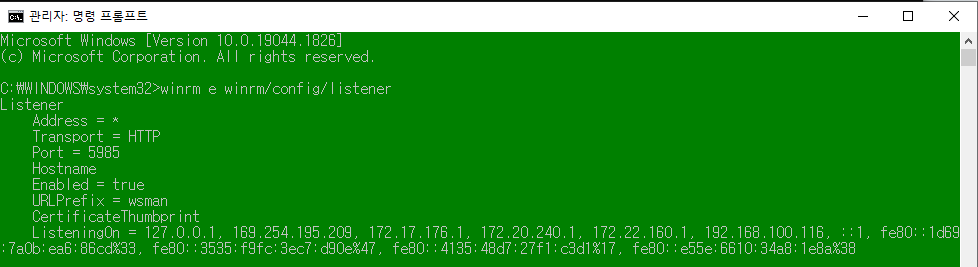 관리자: 명령 프롬프트
Microsoft Windows [Version 10.0.19044.1826]
(c) Microsoft Corporation. All rights reserved.
C:₩WINDOWS₩system32>winrm e winrm/config/listener
Listener
    Address = *
    Transport = HTTP
    Port = 5985
    Hostname
    Enabled = true
    URLPrefix = wsman
    CertificateThumbprint
    ListeningOn = 127.0.0.1, 169.254.195.209, 172.17.176.1, 172.20.240.1, 172.22.160.1, 192.168.100.116, ::1, fe80::1d69
:7a0b:ea6:86cd%33, fe80::3535:f9fc:3ec7:d90e%47, fe80::4135:48d7:27f1:c3d1%17, fe80::e55e:6610:34a8:1e8a%38